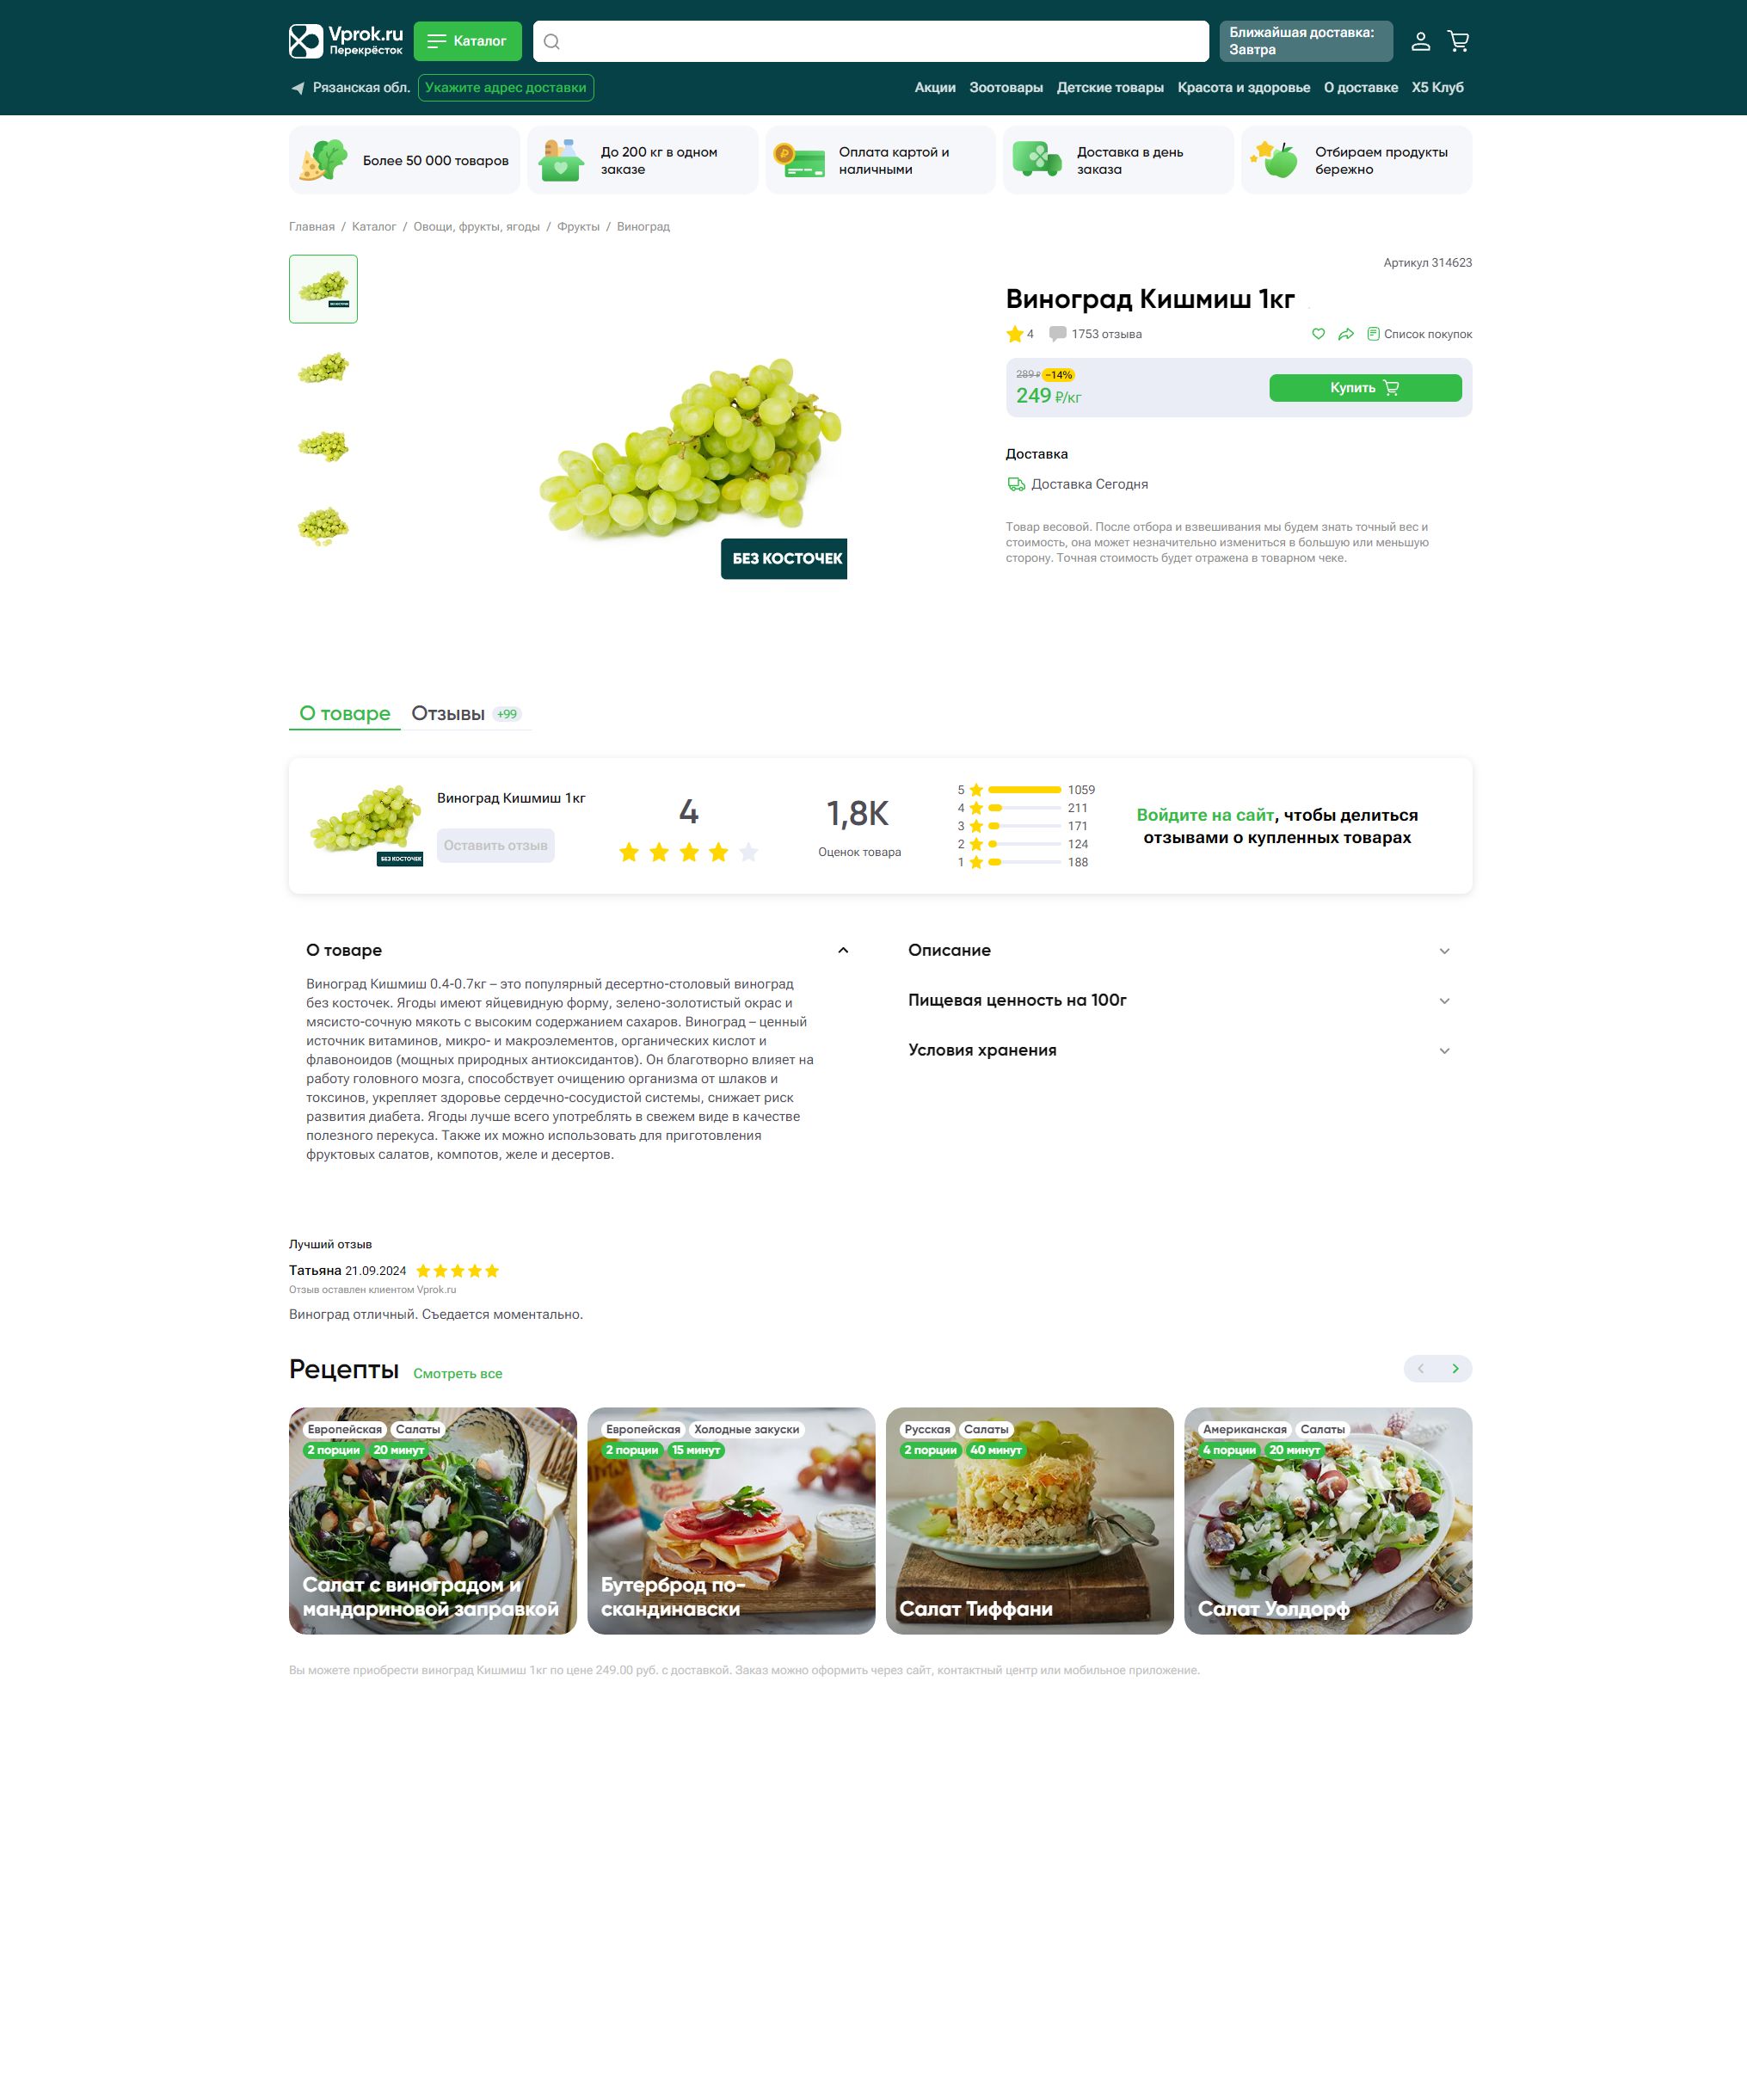 Vprok.ru
Перекрёсток
Каталог
Ближайшая доставка:
Завтра
Рязанская обл.
Укажите адрес доставки
Акции
Зоотовары
Детские товары
Красота и здоровье
О доставке
Х5 Клуб
Более 50 000 товаров
До 200 кг в одном
заказе
Оплата картой и
наличными
Доставка в день
заказа
Отбираем продукты
бережно
Главная / Каталог / Овощи, фрукты, ягоды / Фрукты / Виноград
БЕЗ КОСТОЧЕК
Артикул 314623
Виноград Кишмиш 1кг
4
1753 отзыва
Список покупок
289 ₽ −14%
249 ₽/кг
Купить
Доставка
Доставка Сегодня
Товар весовой. После отбора и взвешивания мы будем знать точный вес и
стоимость, она может незначительно измениться в большую или меньшую
сторону. Точная стоимость будет отражена в товарном чеке.
БЕЗ КОСТОЧЕК
О товаре
Отзывы +99
БЕЗ КОСТОЧЕК
Виноград Кишмиш 1кг
Оставить отзыв
4
1,8К
Оценок товара
5 1059
4 211
3 171
2 124
1 188
Войдите на сайт, чтобы делиться
отзывами о купленных товарах
О товаре
Виноград Кишмиш 0.4-0.7кг – это популярный десертно-столовый виноград
без косточек. Ягоды имеют яйцевидную форму, зелено-золотистый окрас и
мясисто-сочную мякоть с высоким содержанием сахаров. Виноград – ценный
источник витаминов, микро- и макроэлементов, органических кислот и
флавоноидов (мощных природных антиоксидантов). Он благотворно влияет на
работу головного мозга, способствует очищению организма от шлаков и
токсинов, укрепляет здоровье сердечно-сосудистой системы, снижает риск
развития диабета. Ягоды лучше всего употреблять в свежем виде в качестве
полезного перекуса. Также их можно использовать для приготовления
фруктовых салатов, компотов, желе и десертов.
Описание
Пищевая ценность на 100г
Условия хранения
Лучший отзыв
Татьяна 21.09.2024
Отзыв оставлен клиентом Vprok.ru
Виноград отличный. Съедается моментально.
Рецепты
Смотреть все
Европейская Салаты
2 порции 20 минут
Салат с виноградом и
мандариновой заправкой
Европейская Холодные закуски
2 порции 15 минут
Бутерброд по-
скандинавски
Русская Салаты
2 порции 40 минут
Салат Тиффани
Американская Салаты
4 порции 20 минут
Салат Уолдорф
Вы можете приобрести виноград Кишмиш 1кг по цене 249.00 руб. с доставкой. Заказ можно оформить через сайт, контактный центр или мобильное приложение.